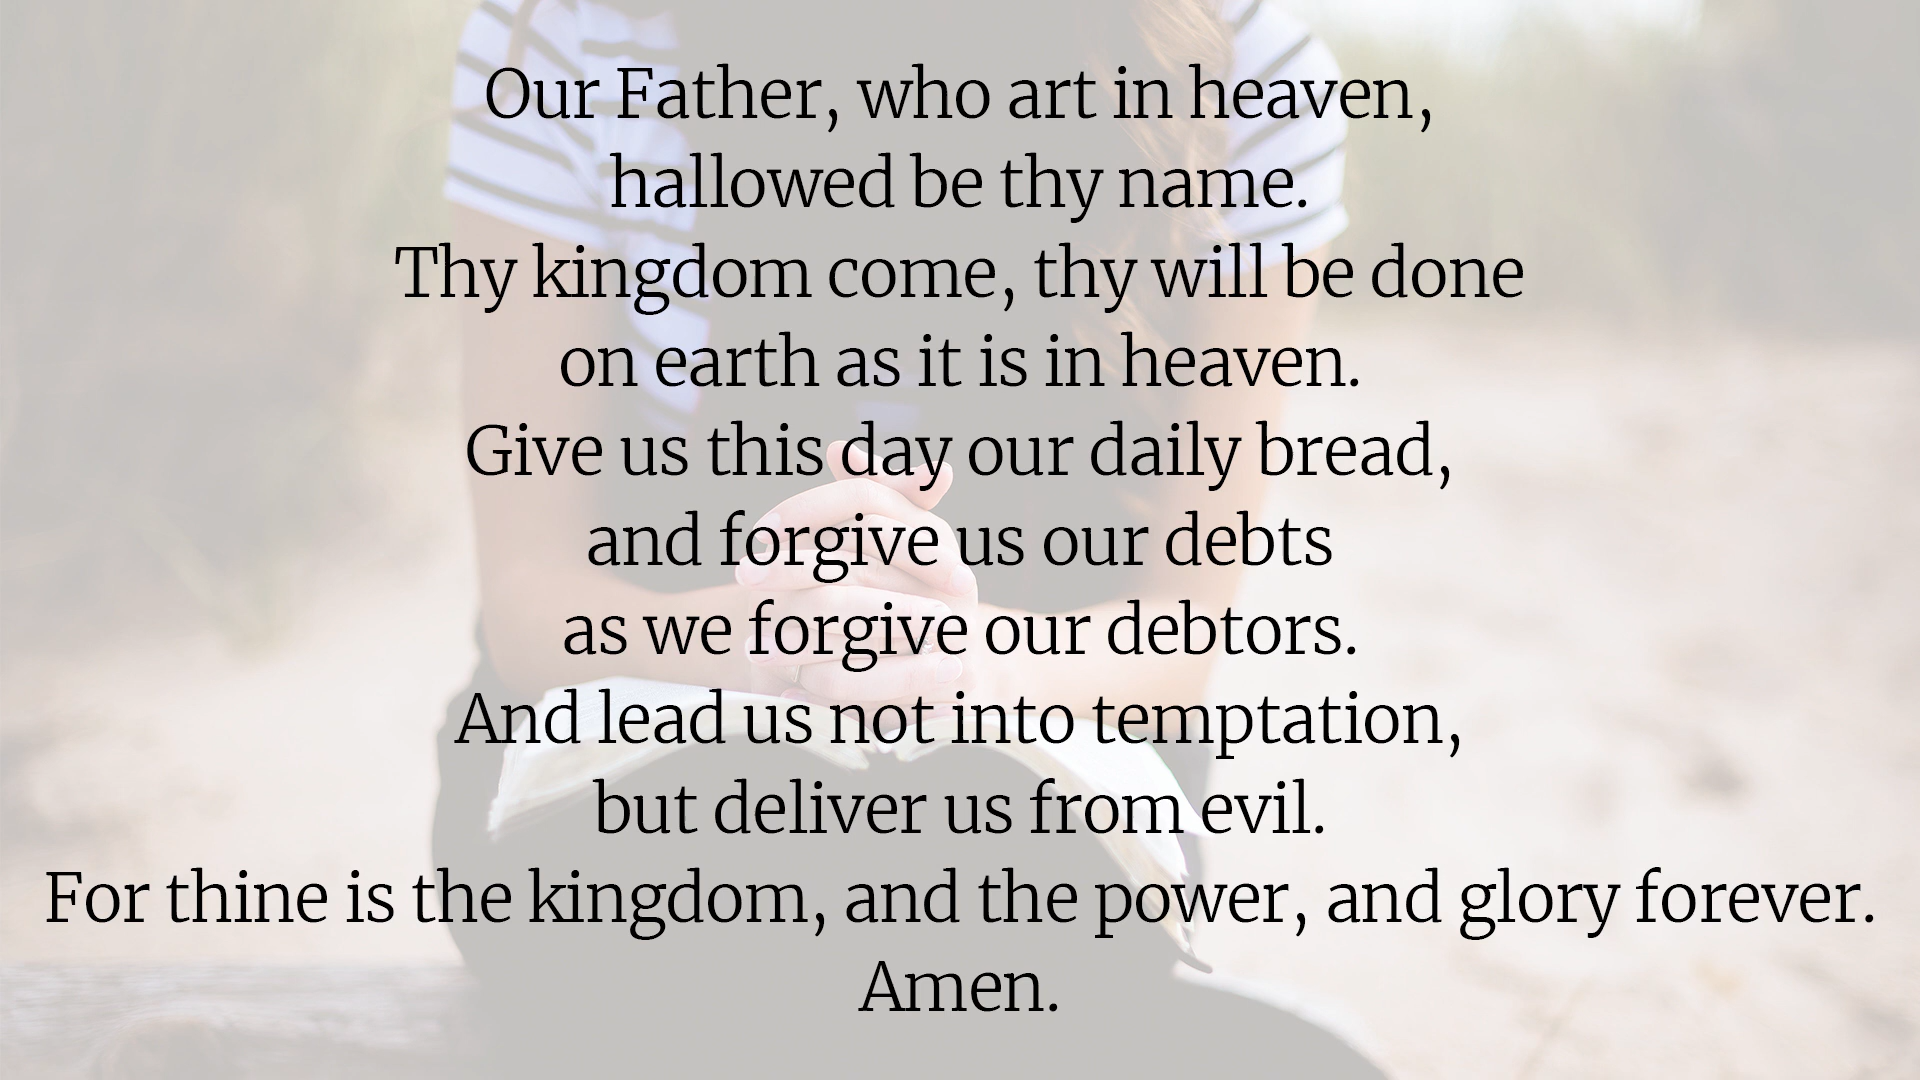 Our Father, who art in heaven,
hallowed be thy name.
Thy kingdom come, thy will be done
on earth as it is in heaven.
Give us this day our daily bread,
and forgive us our debts
as we forgive our debtors.
And lead us not into temptation,
but deliver us from evil.
For thine is the kingdom, and the power, and glory forever.
Amen.